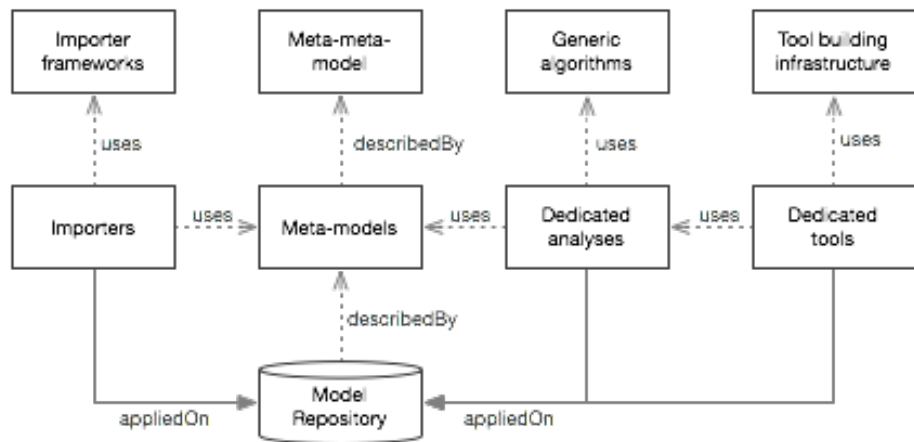 Importer
frameworks
Meta-meta-
model
Generic
algorithms
Tool building
infrastructure
uses
describedBy
uses
uses
Importers
uses
Meta-models
uses
Dedicated
analyses
uses
Dedicated
tools
describedBy
Model
Repository
appliedOn
appliedOn